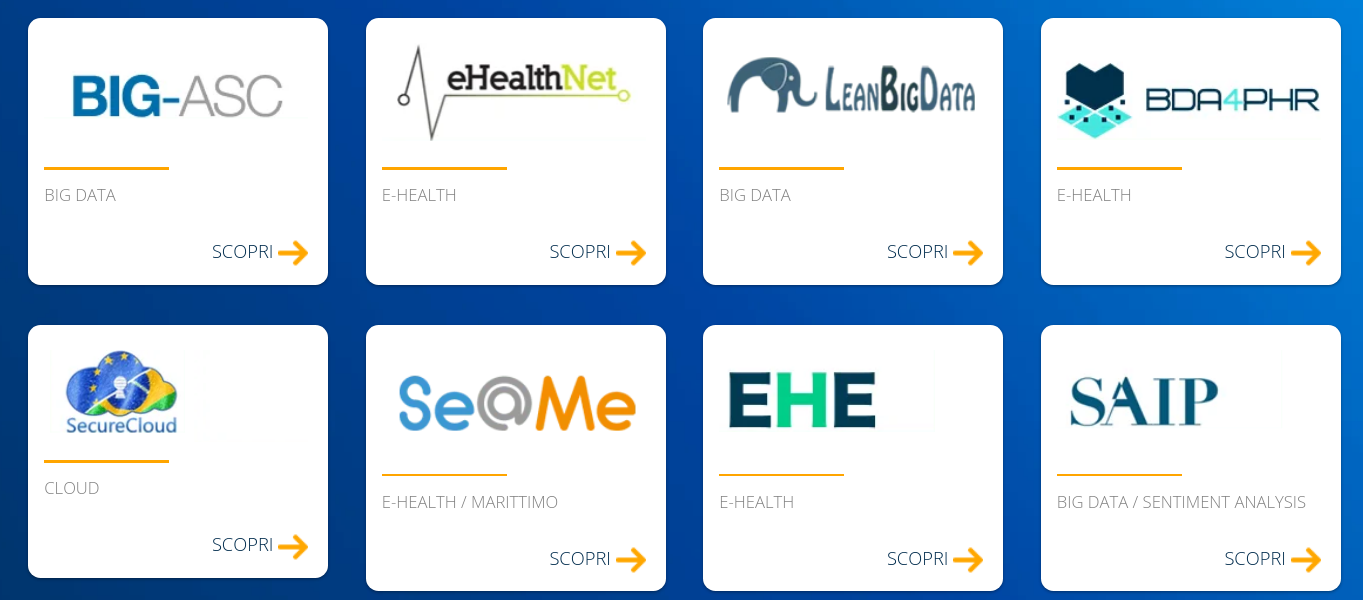 BIG-ASC
BIG DATA
SCOPRI
eHealthNet
E-HEALTH
SCOPRI
LEANBIGDATA
BIG DATA
SCOPRI
BDA4PHR
E-HEALTH
SCOPRI
SecureCloud
CLOUD
SCOPRI
Se@Me
E-HEALTH / MARITTIMO
SCOPRI
EHE
E-HEALTH
SCOPRI
SAIP
BIG DATA / SENTIMENT ANALYSIS
SCOPRI